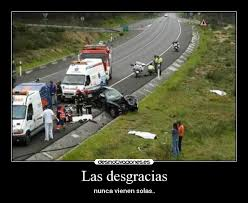 desmotivaciones.es
Las desgracias
nunca vienen solas..